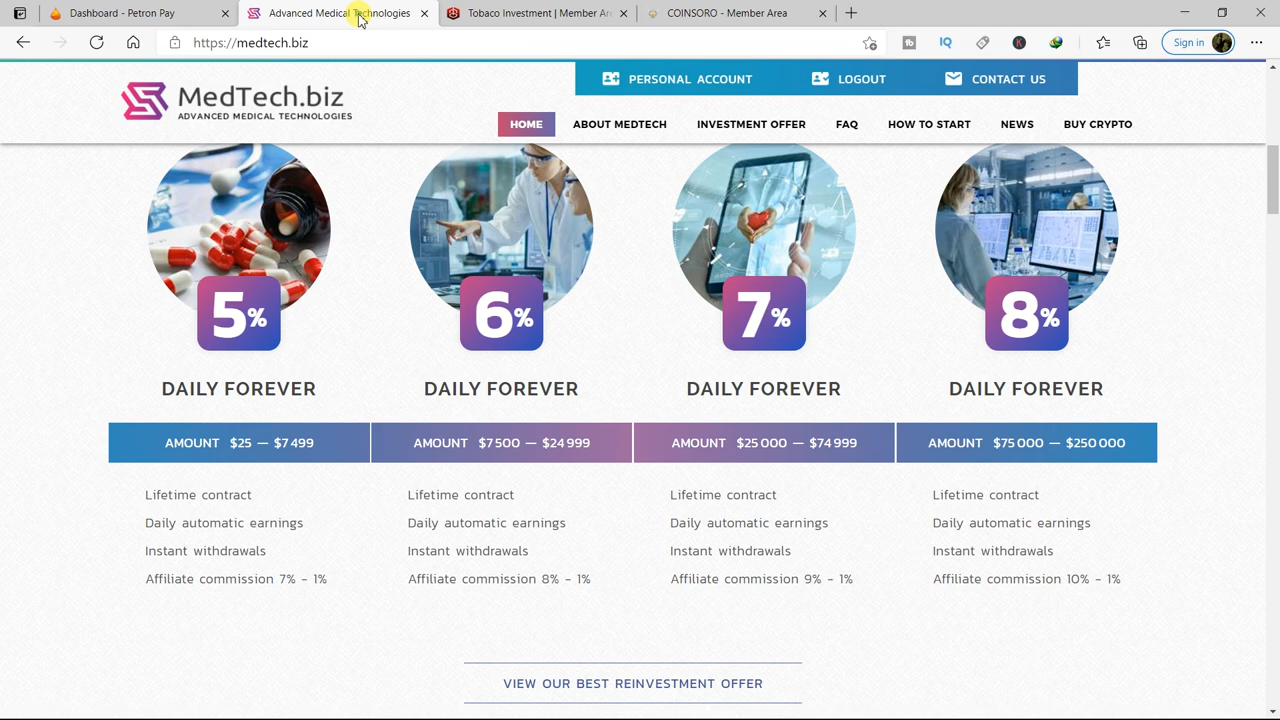 Dashboard - Petron Pay
Advanced Medical Technologies
Tobaco Investment | Member Are
COINSORO - Member Area
https://medtech.biz
Sign in
PERSONAL ACCOUNT
LOGOUT
CONTACT US
MedTech.biz
ADVANCED MEDICAL TECHNOLOGIES
HOME
ABOUT MEDTECH
INVESTMENT OFFER
FAQ
HOW TO START
NEWS
BUY CRYPTO
5%
6%
7%
8%
DAILY FOREVER
DAILY FOREVER
DAILY FOREVER
DAILY FOREVER
AMOUNT $25 — $7 499
AMOUNT $7 500 — $24 999
AMOUNT $25 000 — $74 999
AMOUNT $75 000 — $250 000
Lifetime contract
Lifetime contract
Lifetime contract
Lifetime contract
Daily automatic earnings
Daily automatic earnings
Daily automatic earnings
Daily automatic earnings
Instant withdrawals
Instant withdrawals
Instant withdrawals
Instant withdrawals
Affiliate commission 7% - 1%
Affiliate commission 8% - 1%
Affiliate commission 9% - 1%
Affiliate commission 10% - 1%
VIEW OUR BEST REINVESTMENT OFFER